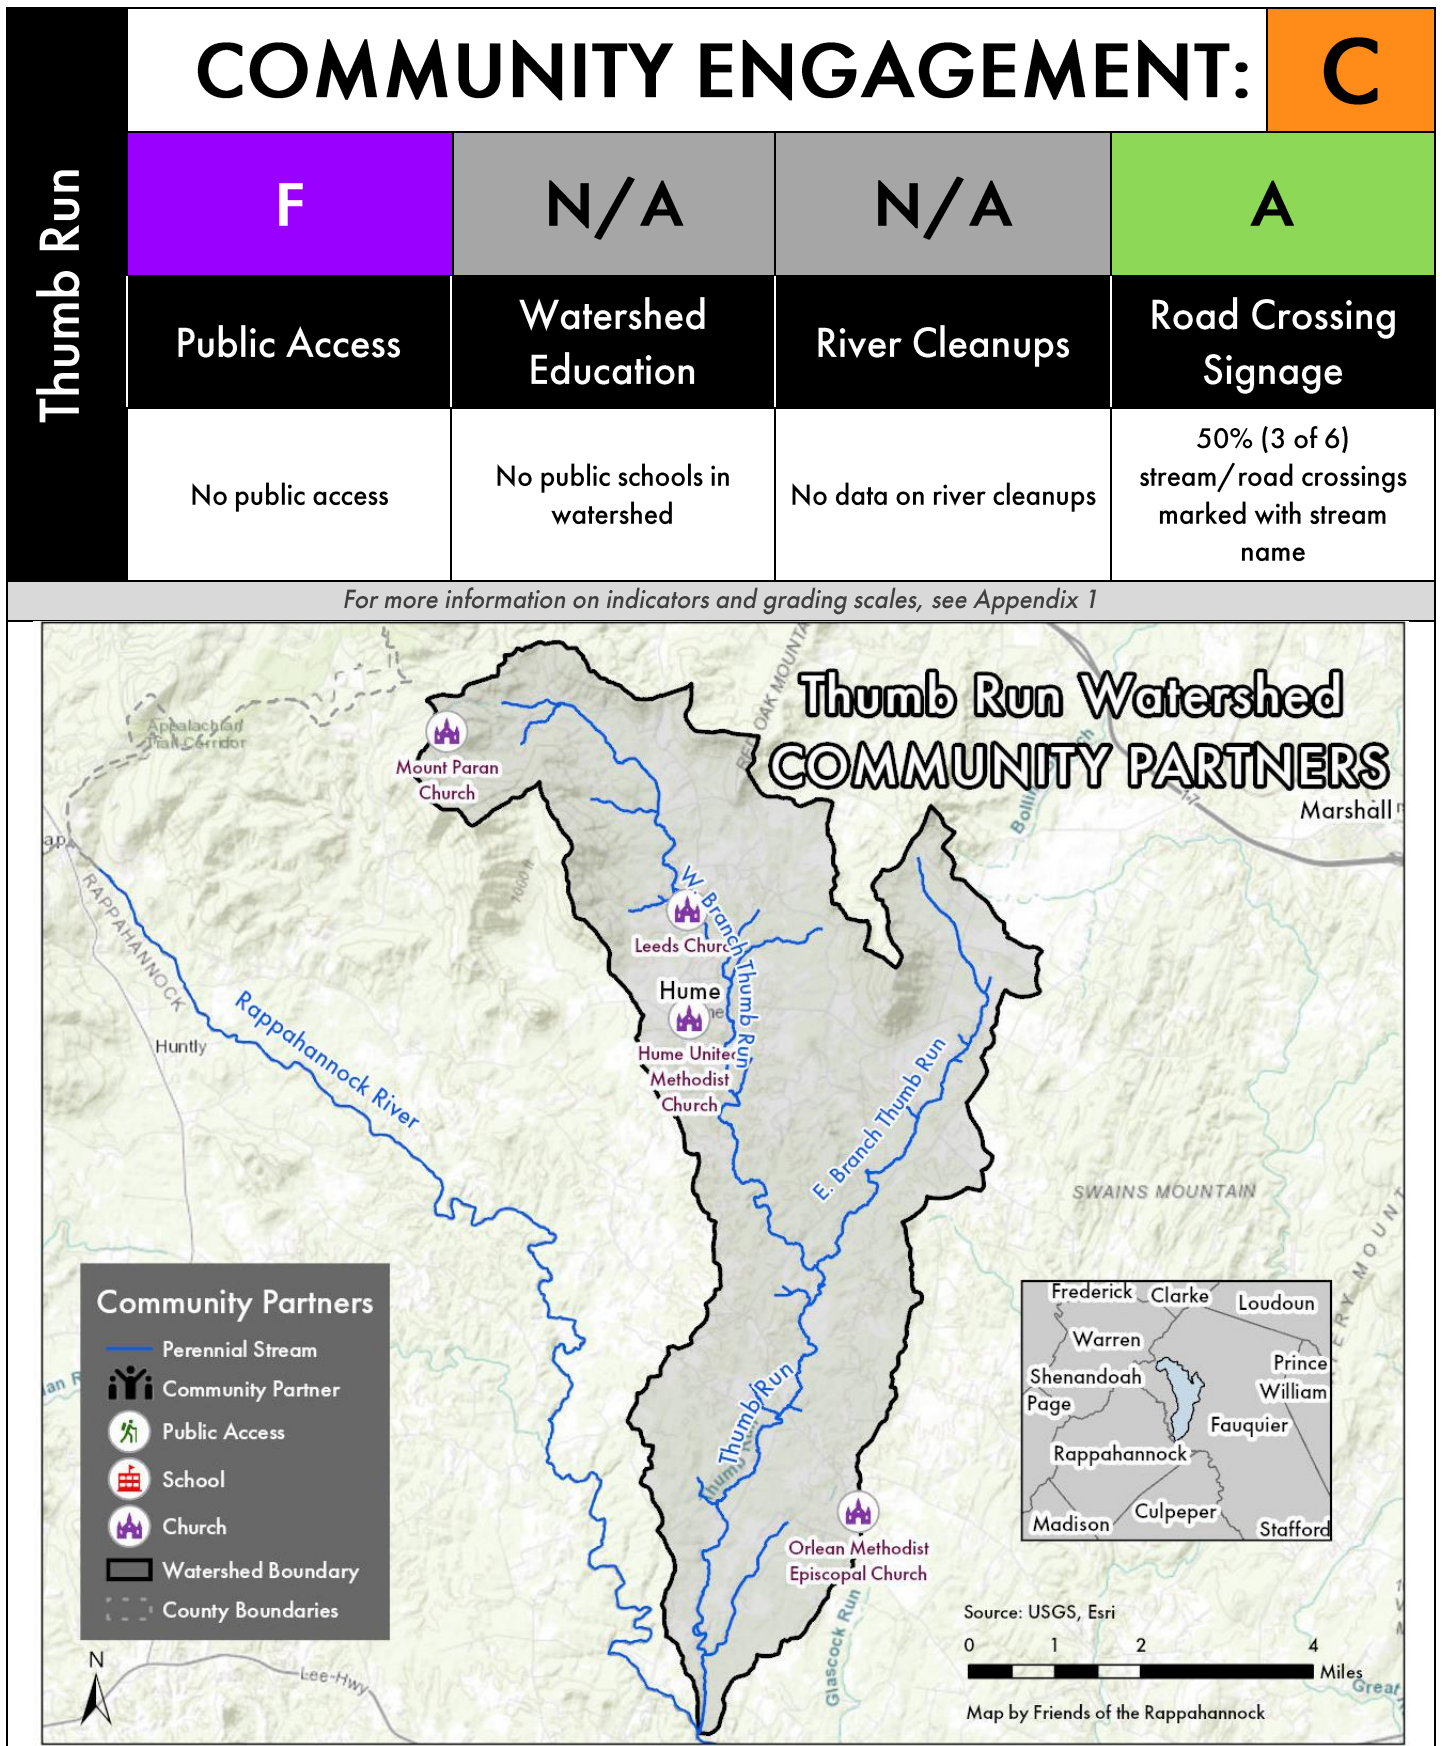 COMMUNITY ENGAGEMENT:
C
Thumb Run
F
N/A
N/A
A
Public Access
Watershed
Education
River Cleanups
Road Crossing
Signage
No public access
No public schools in
watershed
No data on river cleanups
50% (3 of 6)
stream/road crossings
marked with stream
name
For more information on indicators and grading scales, see Appendix 1
Thumb Run Watershed
COMMUNITY PARTNERS
Appalachian
Trail Corridor
OAK MOUNTA
Marshall
17
Mount Paran
Church
1000 ft
RAPPAHANNOCK
Huntly
Rappahannock River
W. Branch Thumb Run
Leeds Churc
Hume
Hume United
Methodist
Church
E. Branch Thumb Run
SWAINS MOUNTAIN
Thumb Run
Orlean Methodist
Episcopal Church
Glascock Run
Lee-Hwy
Great
Community Partners
Perennial Stream
Community Partner
Public Access
School
Church
Watershed Boundary
County Boundaries
N
Frederick
Clarke
Loudoun
Warren
Shenandoah
Prince
William
Page
Fauquier
Rappahannock
Culpeper
Madison
Stafford
Source: USGS, Esri
0 1 2 4
Miles
Map by Friends of the Rappahannock